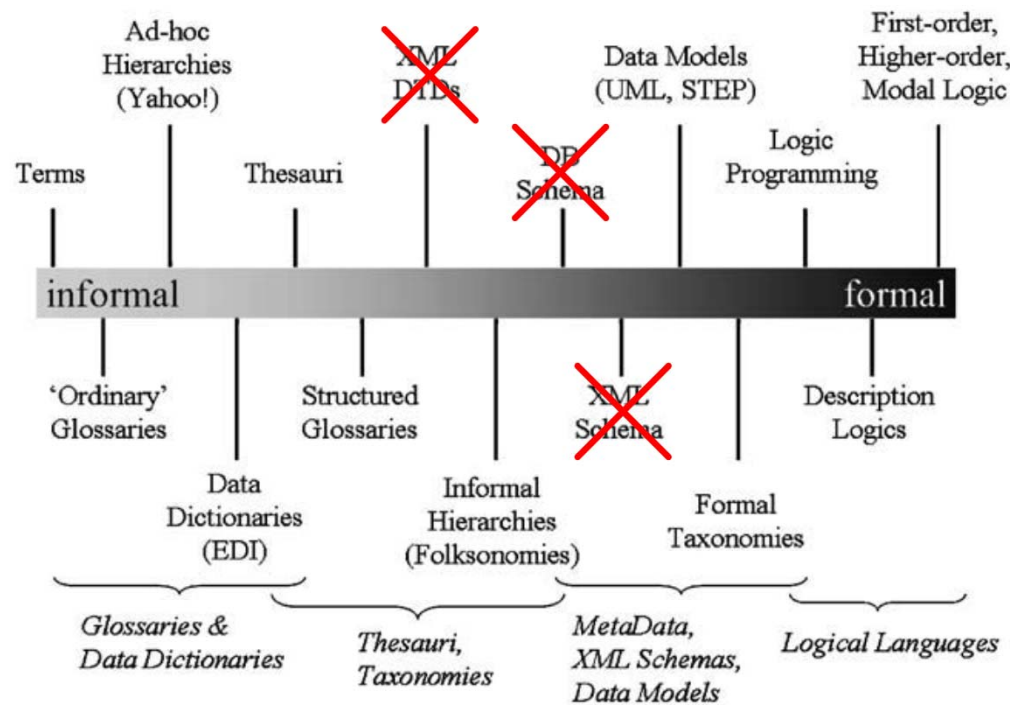 Ad-hoc
Hierarchies
(Yahoo!)
XML
DTDs
Data Models
(UML, STEP)
First-order,
Higher-order,
Modal Logic
Terms
Thesauri
DB
Schema
Logic
Programming
informal
formal
‘Ordinary’
Glossaries
Structured
Glossaries
XML
Schema
Description
Logics
Data
Dictionaries
(EDI)
Informal
Hierarchies
(Folksonomies)
Formal
Taxonomies
Glossaries &
Data Dictionaries
Thesauri,
Taxonomies
MetaData,
XML Schemas,
Data Models
Logical Languages